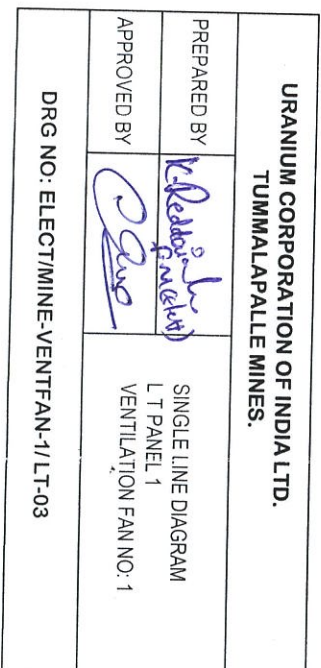 URANIUM CORPORATION OF INDIA LTD.
TUMMALAPALLE MINES.
PREPARED BY
K. Reddaiah
APPROVED BY
SINGLE LINE DIAGRAM
L T PANEL 1
VENTILATION FAN NO: 1
DRG NO: ELECT/MINE-VENTFAN-1/ LT-03